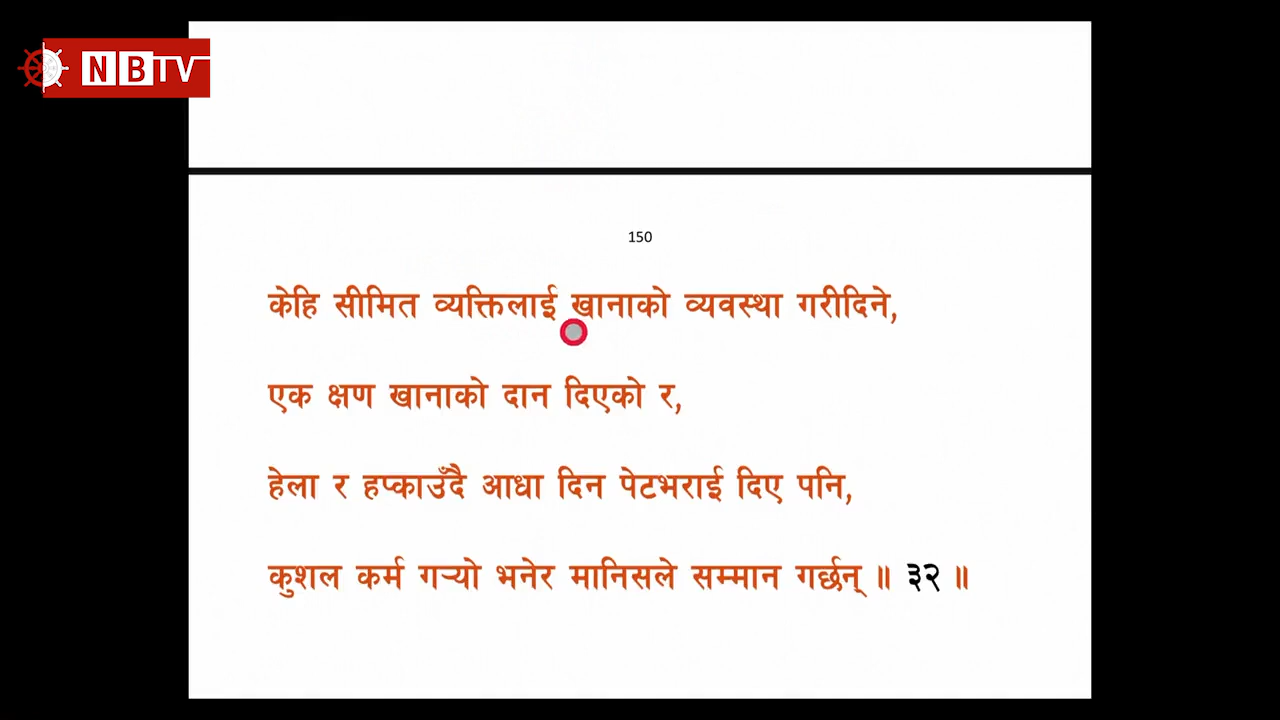 NBTV
150
केहि सीमित व्यक्तिलाई खानाको व्यवस्था गरीदिने,
एक क्षण खानाको दान दिएको र,
हेला र हप्काउँदै आधा दिन पेटभराई दिए पनि,
कुशल कर्म गर्‍यो भनेर मानिसले सम्मान गर्छन् ॥ ३२ ॥